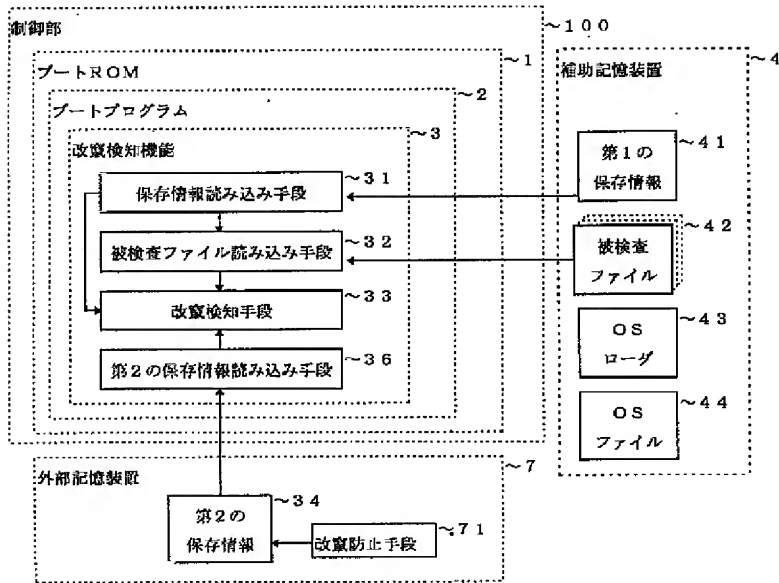 制御部
～１００
ブートＲＯＭ
～１
ブートプログラム
～２
改竄検知機能
～３
保存情報読み込み手段
～３１
被検査ファイル読み込み手段
～３２
改竄検知手段
～３３
第２の保存情報読み込み手段
～３６
補助記憶装置
～４
第１の
保存情報
～４１
被検査
ファイル
～４２
ＯＳ
ローダ
～４３
ＯＳ
ファイル
～４４
外部記憶装置
～７
第２の
保存情報
～３４
改竄防止手段
～７１